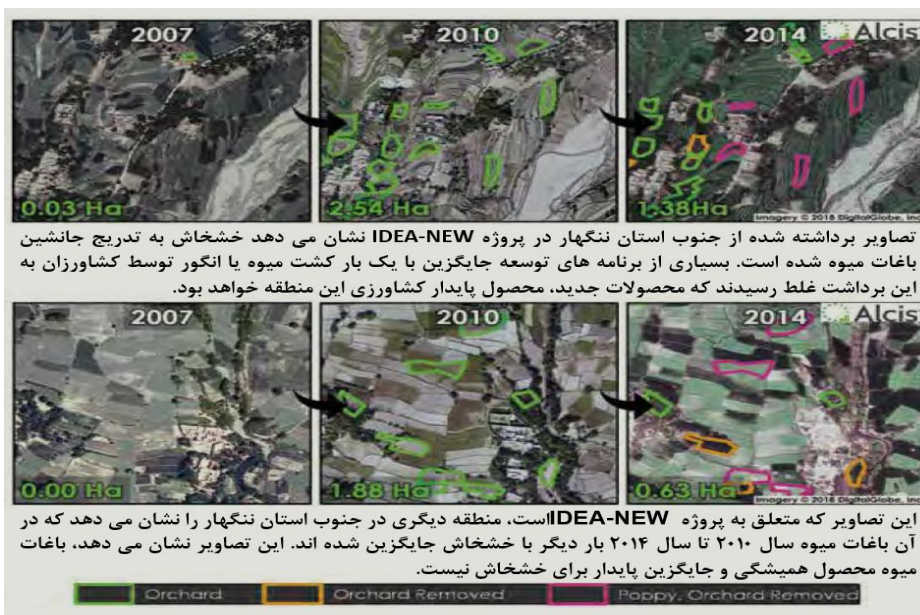 2007 2010 2014 Alcis
0.03 Ha 2.54 Ha 1.38Ha
Imagery © 2018 DigitalGlobe, Inc
تصاویر برداشته شده از جنوب استان ننگهار در پروژه IDEA-NEW نشان می دهد خشخاش به تدریج جانشین
باغات میوه شده است. بسیاری از برنامه های توسعه جایگزین با یک بار کشت میوه یا انگور توسط کشاورزان به
این برداشت غلط رسیدند که محصولات جدید، محصول پایدار کشاورزی این منطقه خواهد بود.
2007 2010 2014 Alcis
0.00 Ha 1.88 Ha 0.63 Ha
Imagery © 2018 DigitalGlobe, Inc
این تصاویر که متعلق به پروژه IDEA-NEWاست، منطقه دیگری در جنوب استان ننگهار را نشان می دهد که در
آن باغات میوه سال ۲۰۱۰ تا سال ۲۰۱۴ بار دیگر با خشخاش جایگزین شده اند. این تصاویر نشان می دهد، باغات
میوه محصول همیشگی و جایگزین پایدار برای خشخاش نیست.
Orchard Orchard Removed Poppy, Orchard Removed